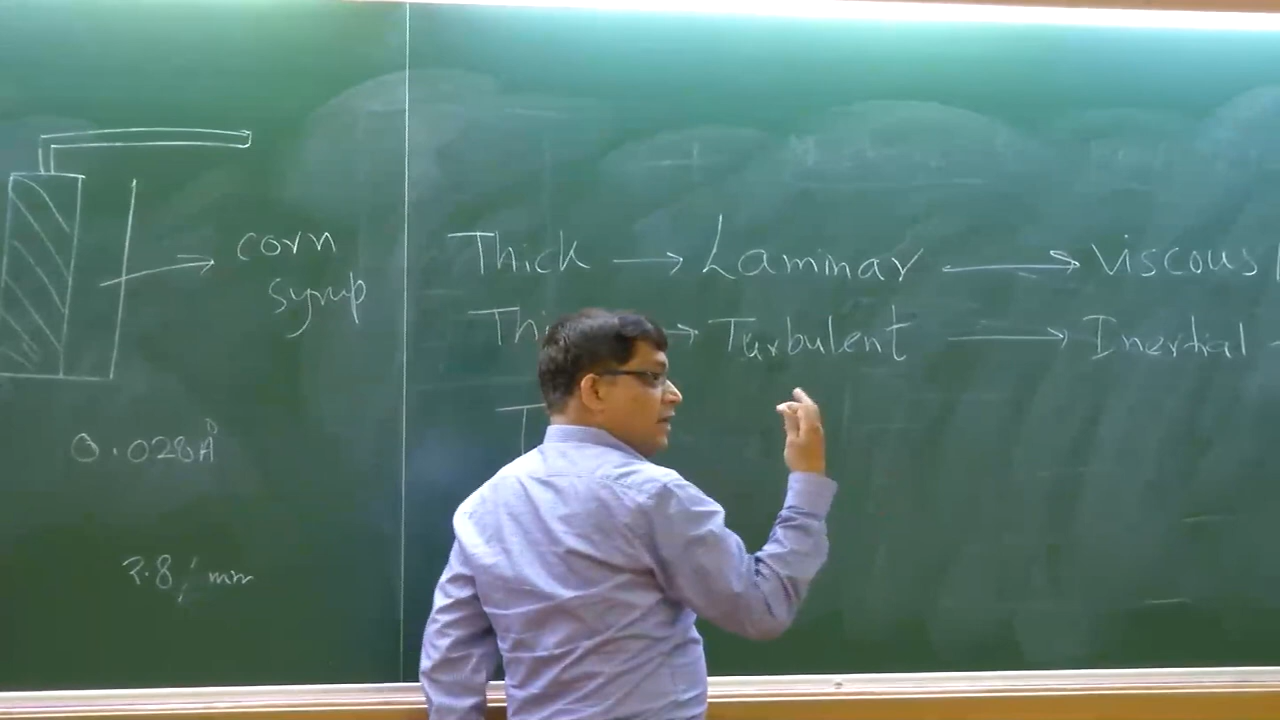 corn
syrup
0.028Å
Thick → Laminar → viscous
→ Turbulent → Inertial